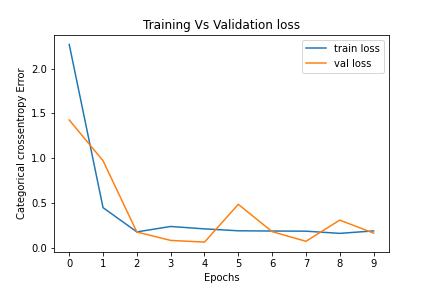 Training Vs Validation loss
train loss
val loss
Categorical crossentropy Error
2.0
1.5
1.0
0.5
0.0
0 1 2 3 4 5 6 7 8 9
Epochs